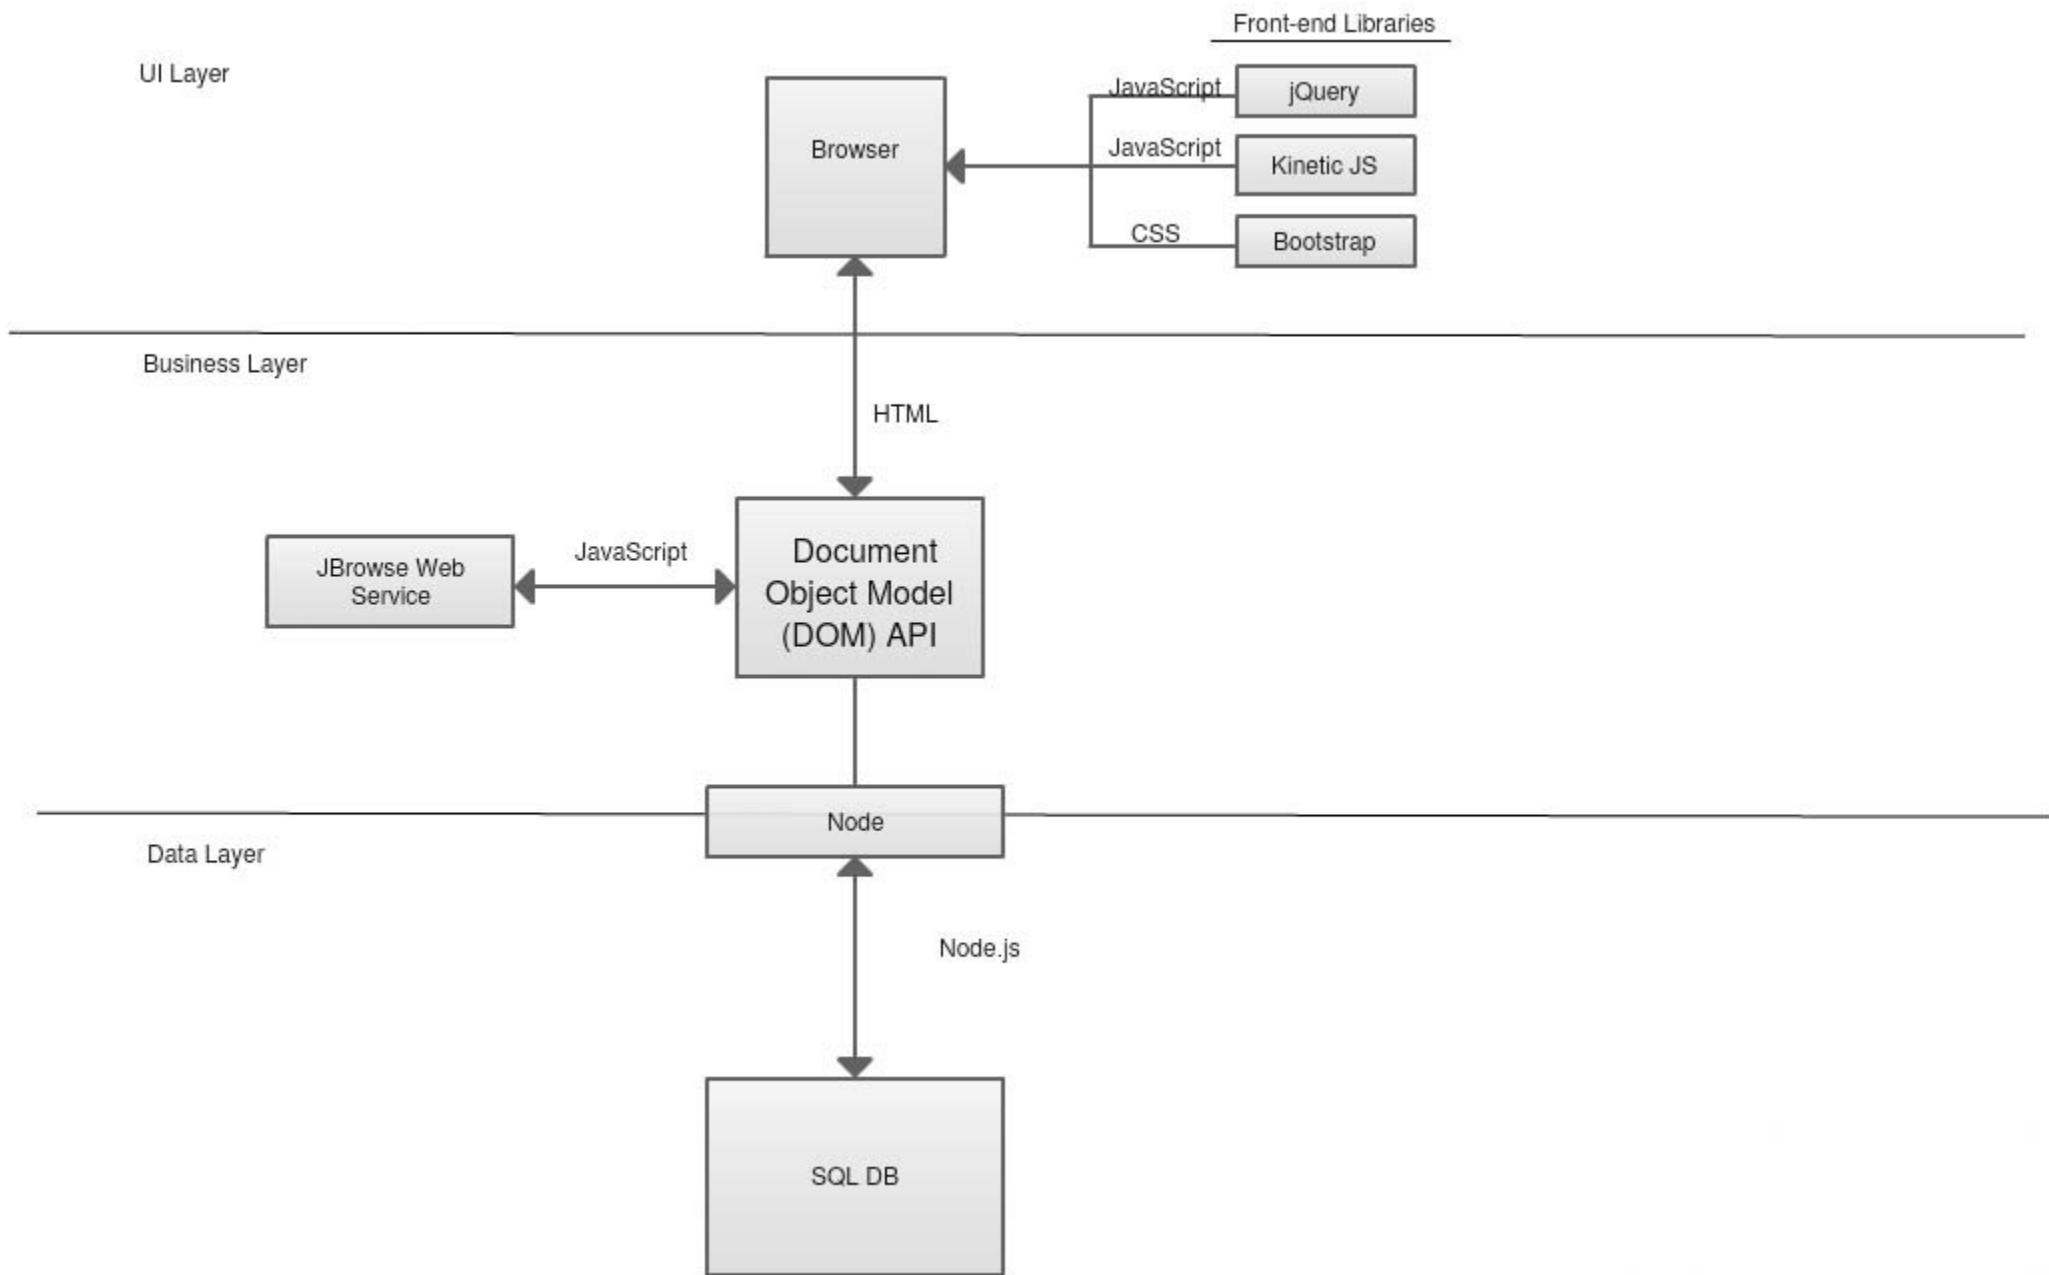 Front-end Libraries
UI Layer
JavaScript
jQuery
Browser
JavaScript
Kinetic JS
CSS
Bootstrap
Business Layer
HTML
JBrowse Web
Service
JavaScript
Document
Object Model
(DOM) API
Node
Data Layer
Node.js
SQL DB